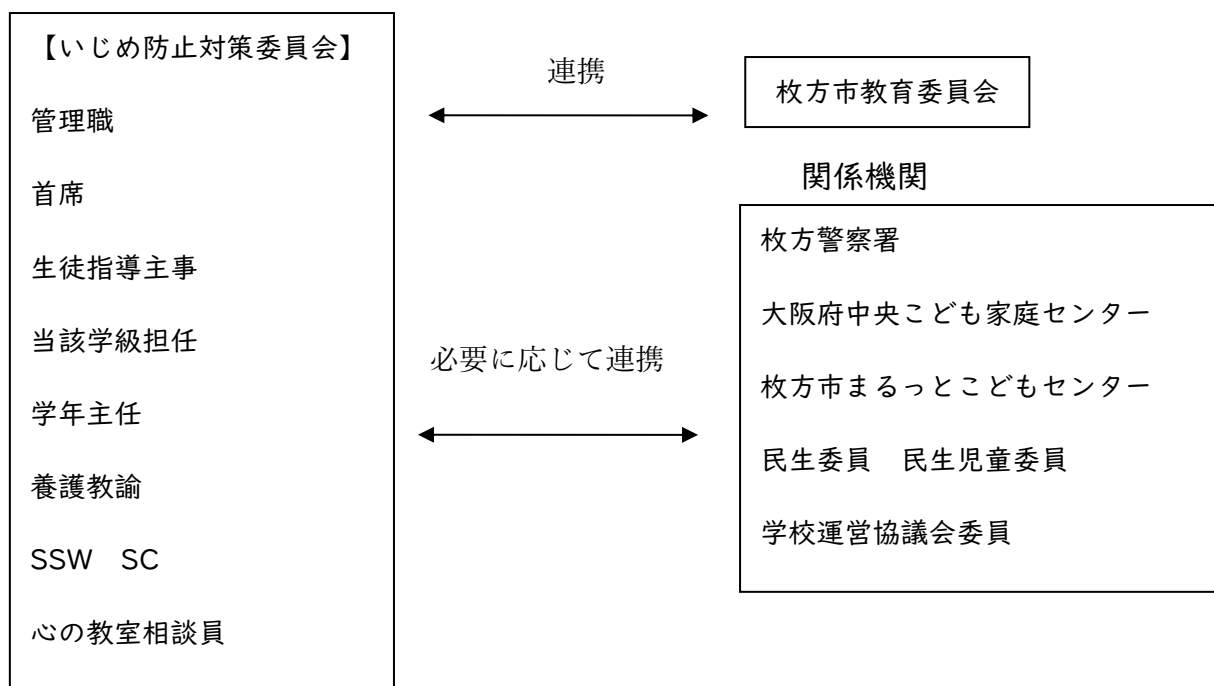 【いじめ防止対策委員会】
管理職
首席
生徒指導主事
当該学級担任
学年主任
養護教諭
SSW　SC
心の教室相談員
連携
必要に応じて連携
枚方市教育委員会
関係機関
枚方警察署
大阪府中央こども家庭センター
枚方市まるっとこどもセンター
民生委員　民生児童委員
学校運営協議会委員